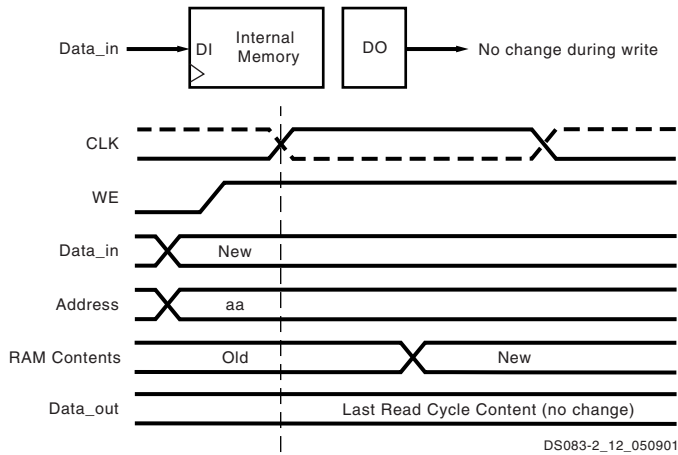 Data_in
DI
Internal
Memory
DO
No change during write
CLK
WE
Data_in
New
Address
aa
RAM Contents
Old
New
Data_out
Last Read Cycle Content (no change)
DS083-2_12_050901